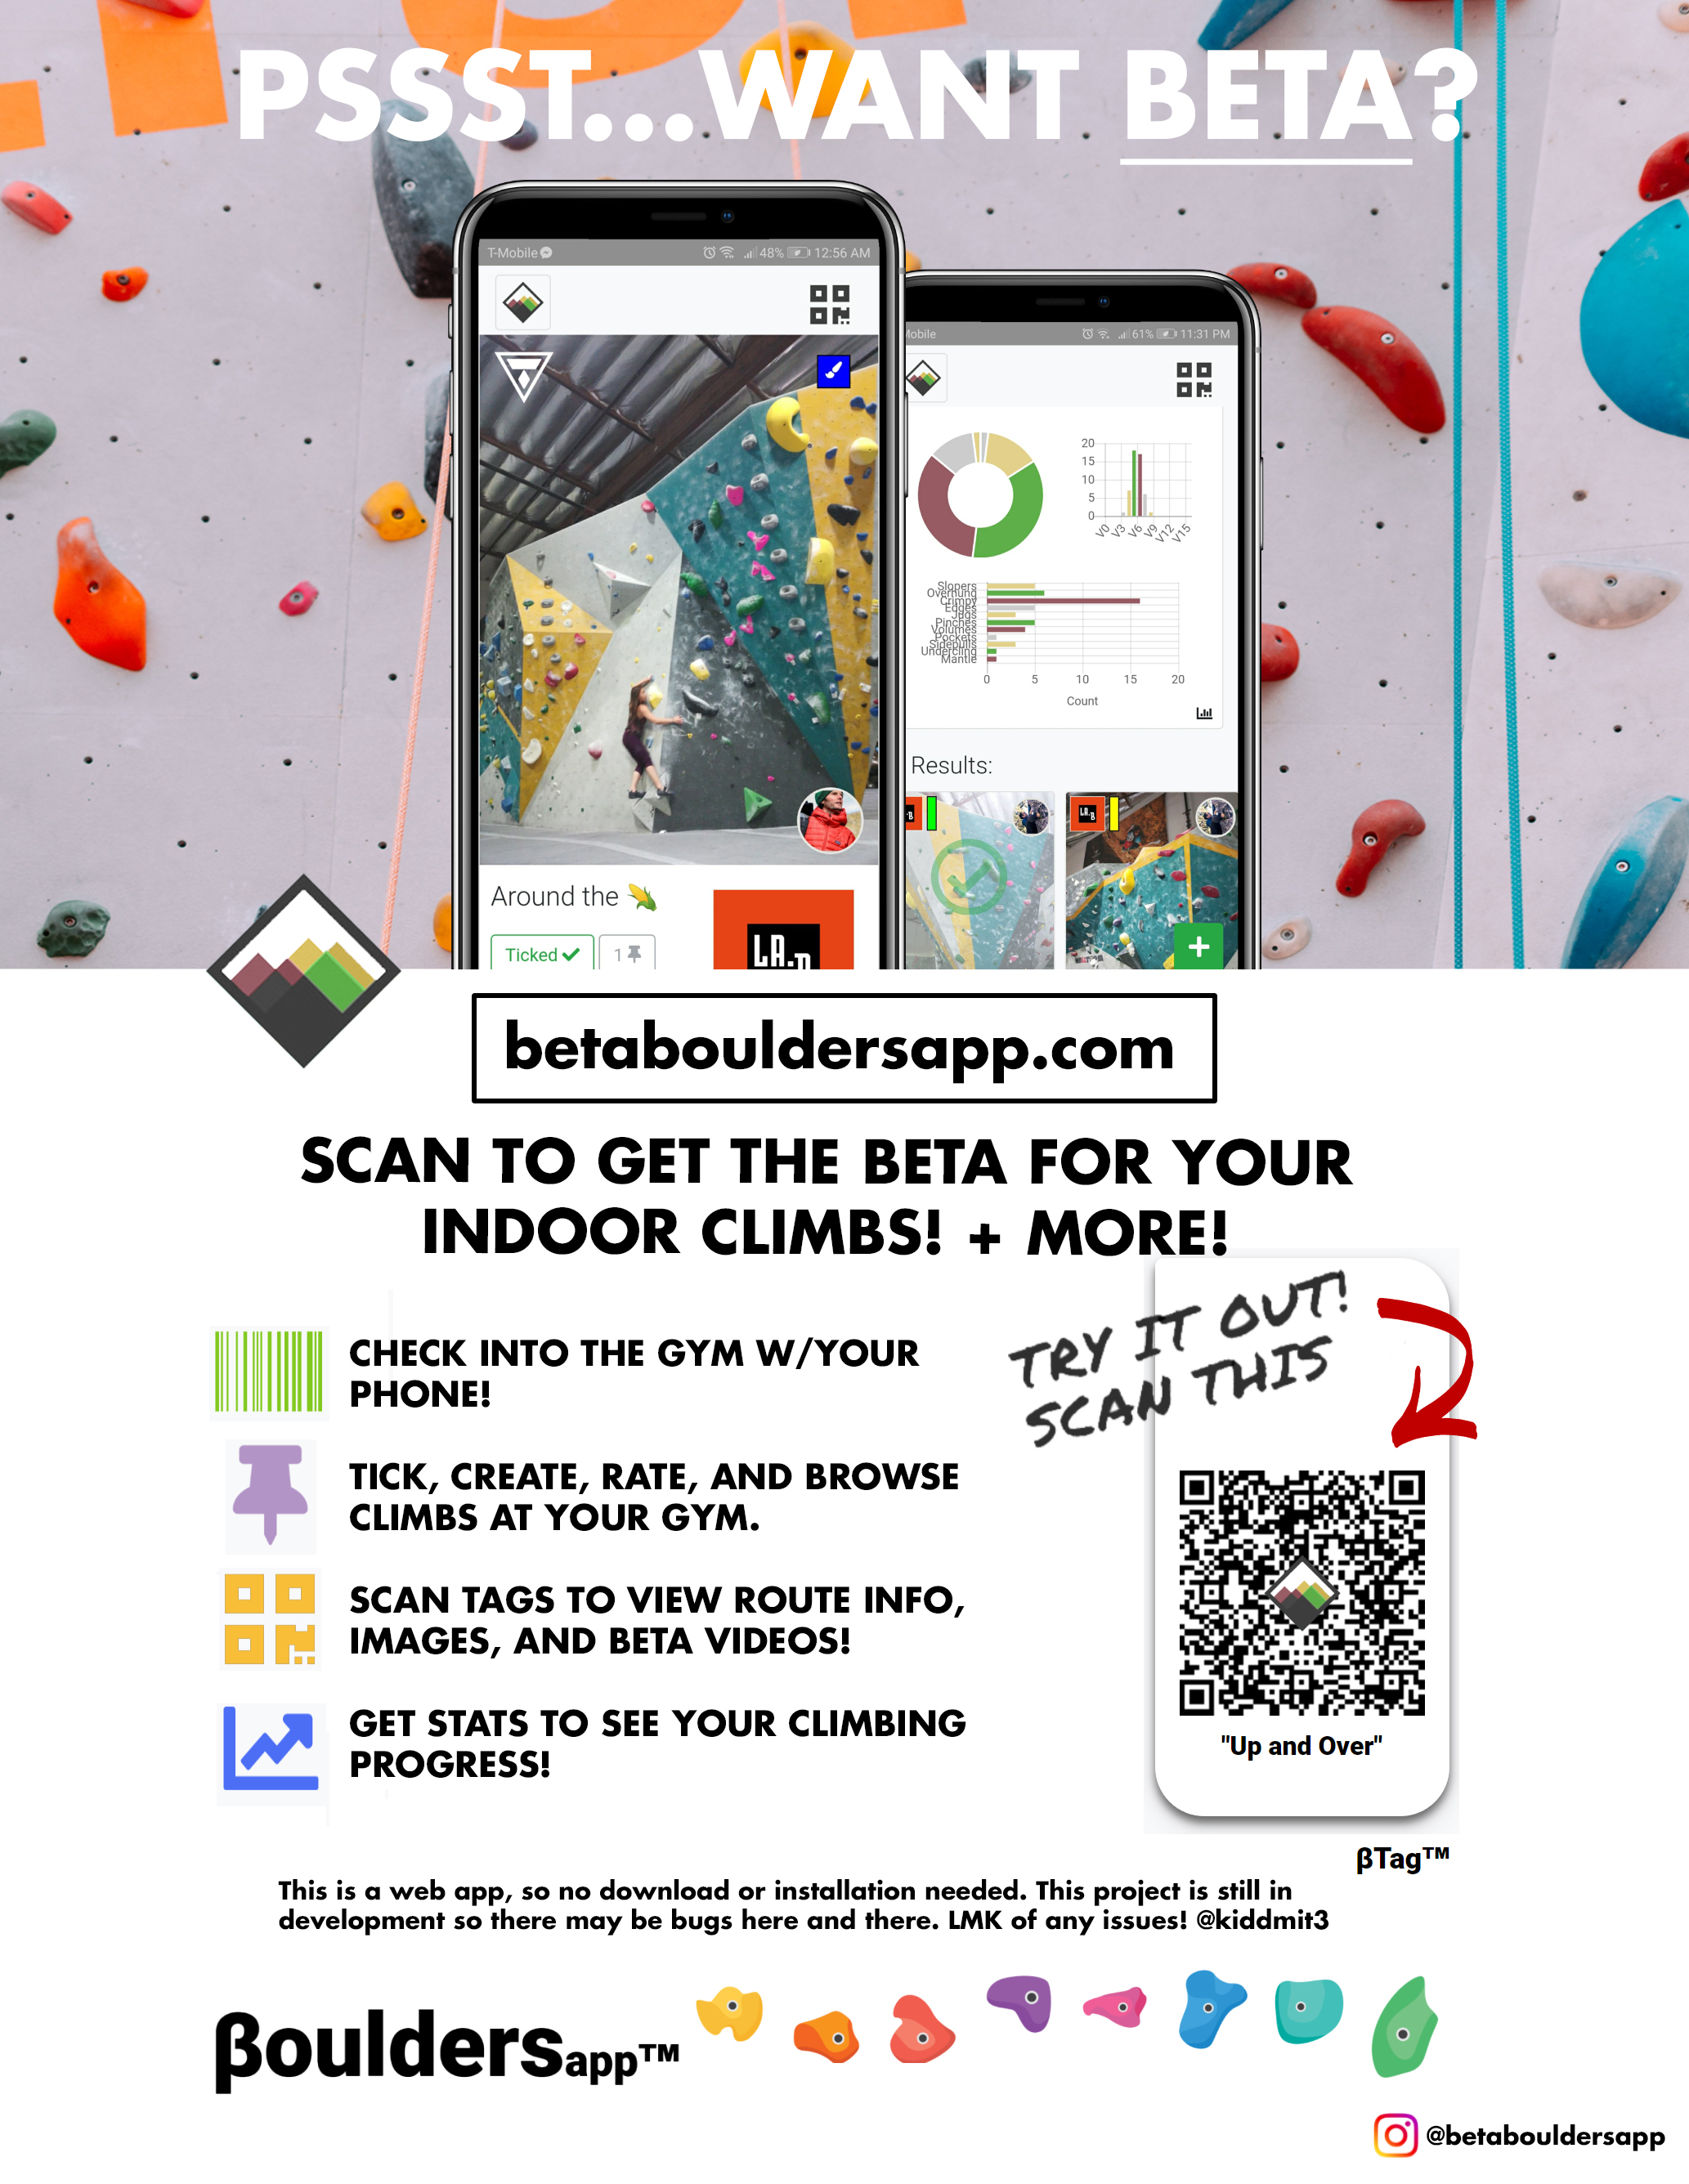 PSSST...WANT BETA?
T-Mobile
48%
12:56 AM
Mobile
61%
11:31 PM
20
15
10
5
0
V0
V3
V6
V9
V12
V15
Slopers
Overhung
Crimpy
Edges
Jugs
Pinches
Volumes
Pockets
Sidepulls
Undercling
Mantle
0 5 10 15 20
Count
Results:
LA.B
Around the
Ticked
1
betabouldersapp.com
SCAN TO GET THE BETA FOR YOUR
INDOOR CLIMBS! + MORE!
TRY IT OUT!
SCAN THIS
CHECK INTO THE GYM W/YOUR
PHONE!
TICK, CREATE, RATE, AND BROWSE
CLIMBS AT YOUR GYM.
SCAN TAGS TO VIEW ROUTE INFO,
IMAGES, AND BETA VIDEOS!
GET STATS TO SEE YOUR CLIMBING
PROGRESS!
"Up and Over"
βTag™
This is a web app, so no download or installation needed. This project is still in
development so there may be bugs here and there. LMK of any issues! @kiddmit3
βouldersapp™
@betabouldersapp